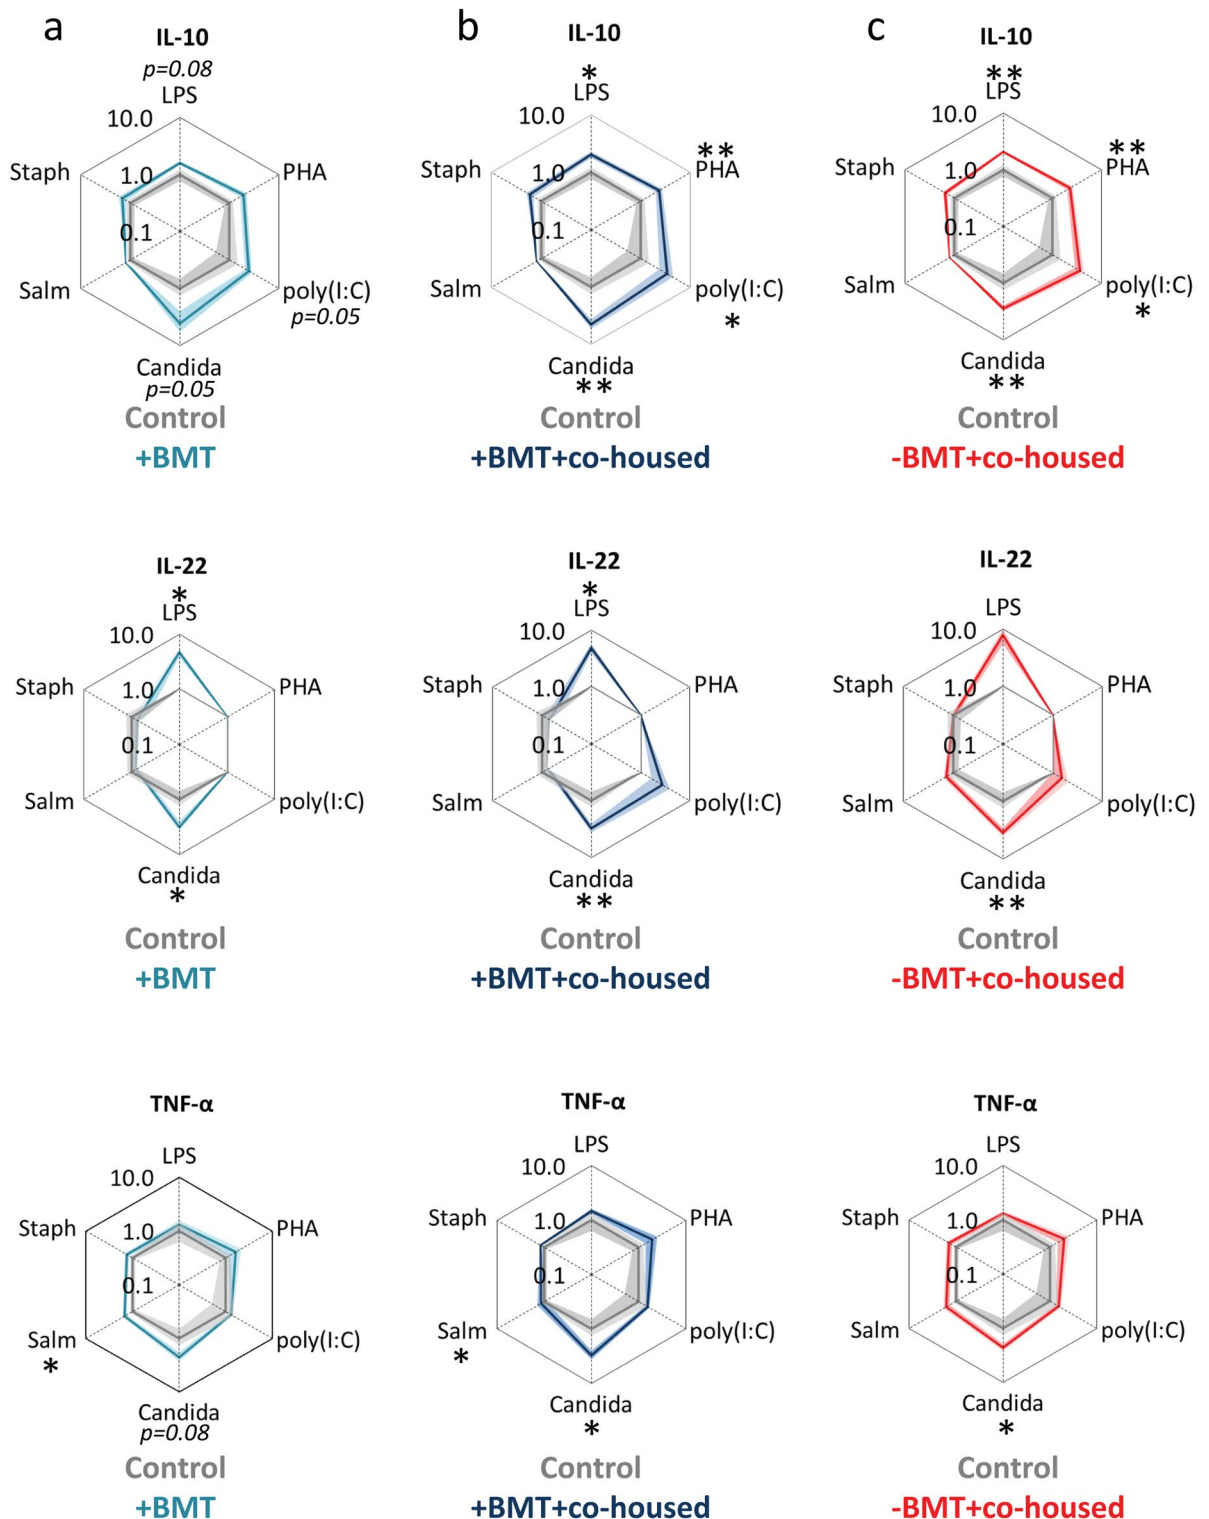 a
IL-10
p=0.08
LPS
10.0
Staph
1.0
PHA
0.1
Salm
poly(I:C)
p=0.05
Candida
p=0.05
Control
+BMT
b
IL-10
*
LPS
10.0
**
Staph
1.0
PHA
0.1
Salm
poly(I:C)
*
Candida
**
Control
+BMT+co-housed
c
IL-10
**
LPS
10.0
**
Staph
1.0
PHA
0.1
Salm
poly(I:C)
*
Candida
**
Control
-BMT+co-housed
IL-22
*
LPS
10.0
Staph
1.0
PHA
0.1
Salm
poly(I:C)
Candida
*
Control
+BMT
IL-22
*
LPS
10.0
Staph
1.0
PHA
0.1
Salm
poly(I:C)
Candida
**
Control
+BMT+co-housed
IL-22
LPS
10.0
Staph
1.0
PHA
0.1
Salm
poly(I:C)
Candida
**
Control
-BMT+co-housed
TNF-α
LPS
10.0
Staph
1.0
PHA
0.1
Salm
*
poly(I:C)
Candida
p=0.08
Control
+BMT
TNF-α
LPS
10.0
Staph
1.0
PHA
0.1
Salm
*
poly(I:C)
Candida
*
Control
+BMT+co-housed
TNF-α
LPS
10.0
Staph
1.0
PHA
0.1
Salm
poly(I:C)
Candida
*
Control
-BMT+co-housed